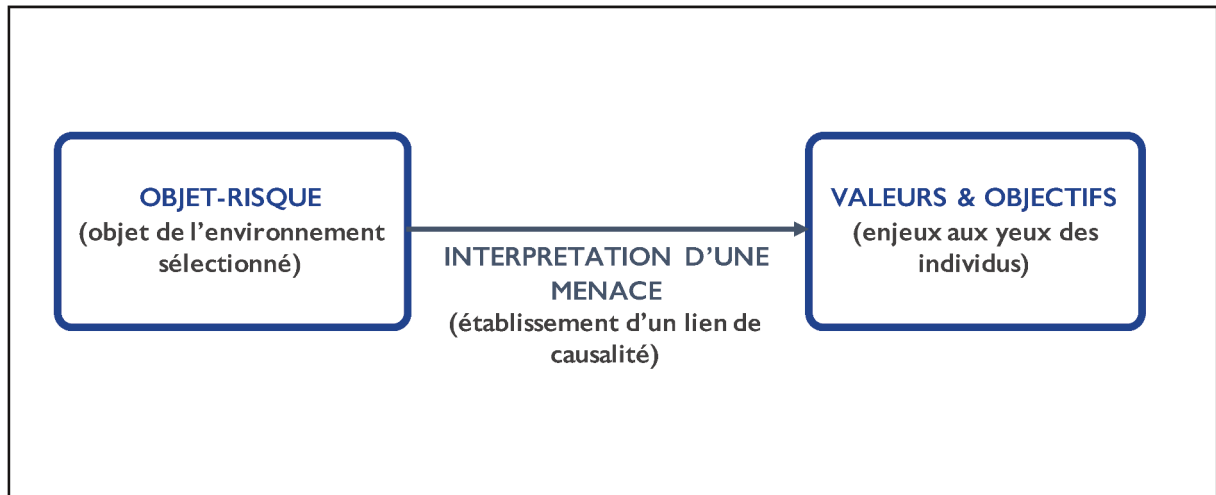 OBJET-RISQUE
(objet de l’environnement
sélectionné)
INTERPRETATION D’UNE
MENACE
(établissement d’un lien de
causalité)
VALEURS & OBJECTIFS
(enjeux aux yeux des
individus)